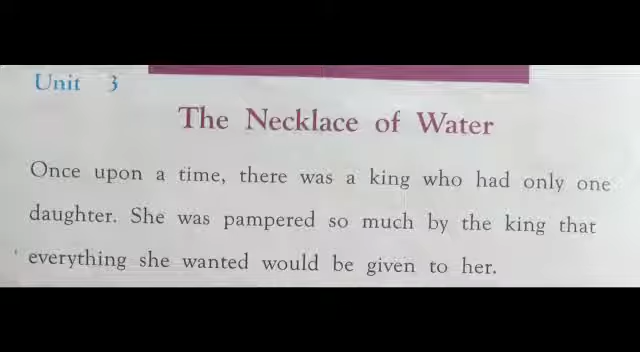 Unit 3
The Necklace of Water
Once upon a time, there was a king who had only one
daughter. She was pampered so much by the king that
everything she wanted would be given to her.